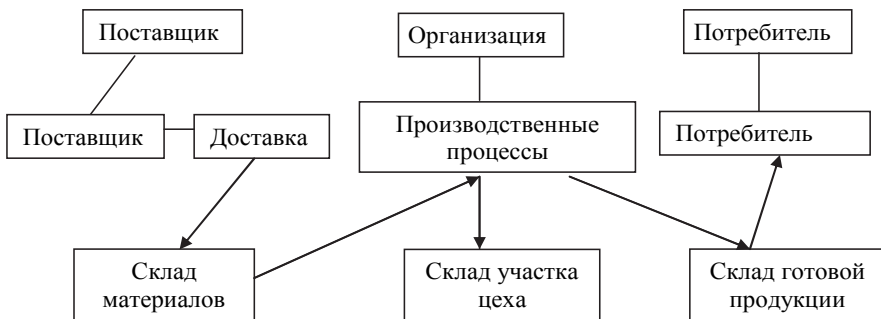 Поставщик
Организация
Потребитель
Поставщик
Доставка
Производственные
процессы
Потребитель
Склад
материалов
Склад участка
цеха
Склад готовой
продукции